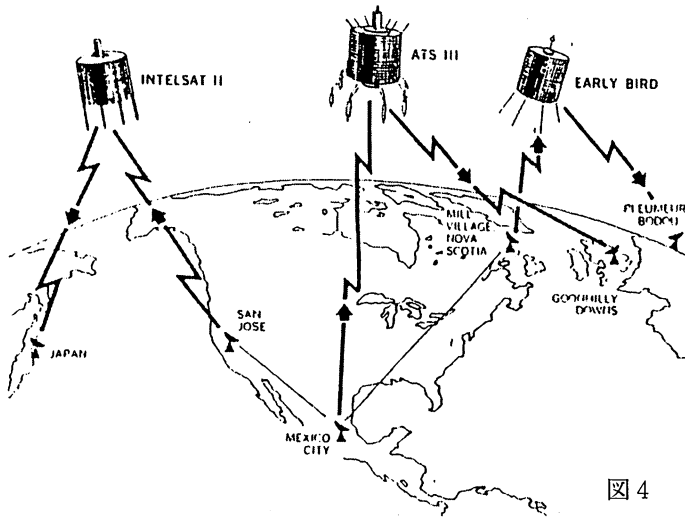 INTELSAT II
ATS III
EARLY BIRD
PLEUMEUR
BODOU
MILL
VILLAGE
NOVA
SCOTIA
GOONHILLY
DOWNS
SAN
JOSE
JAPAN
MEXICO
CITY
図4